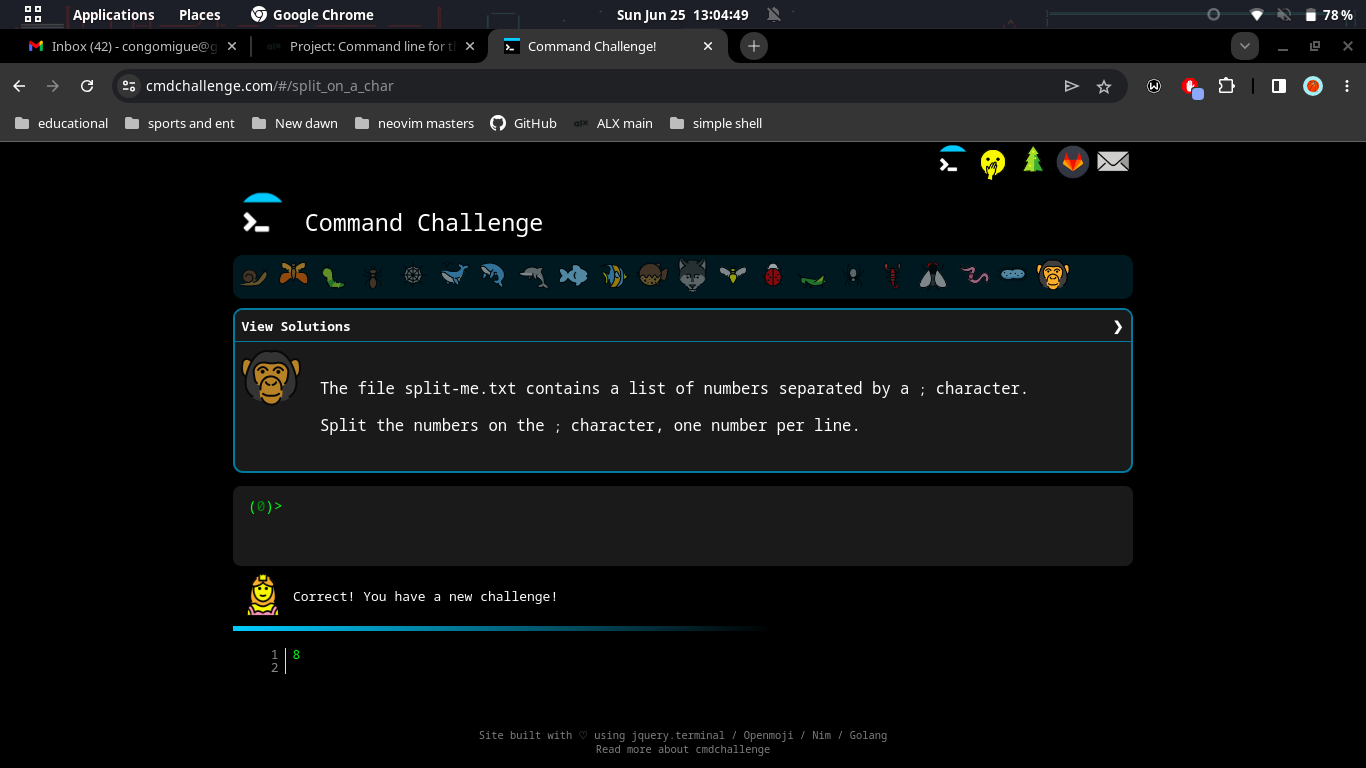 Applications Places Google Chrome Sun Jun 25 13:04:49 78 %
Inbox (42) - congomigue@g Project: Command line for t Command Challenge!
cmdchallenge.com/#/split_on_a_char
educational sports and ent New dawn neovim masters GitHub ALX main simple shell
Command Challenge
View Solutions
The file split-me.txt contains a list of numbers separated by a ; character.
Split the numbers on the ; character, one number per line.
(0)>
Correct! You have a new challenge!
1 8
2
Site built with ♡ using jquery.terminal / Openmoji / Nim / Golang
Read more about cmdchallenge